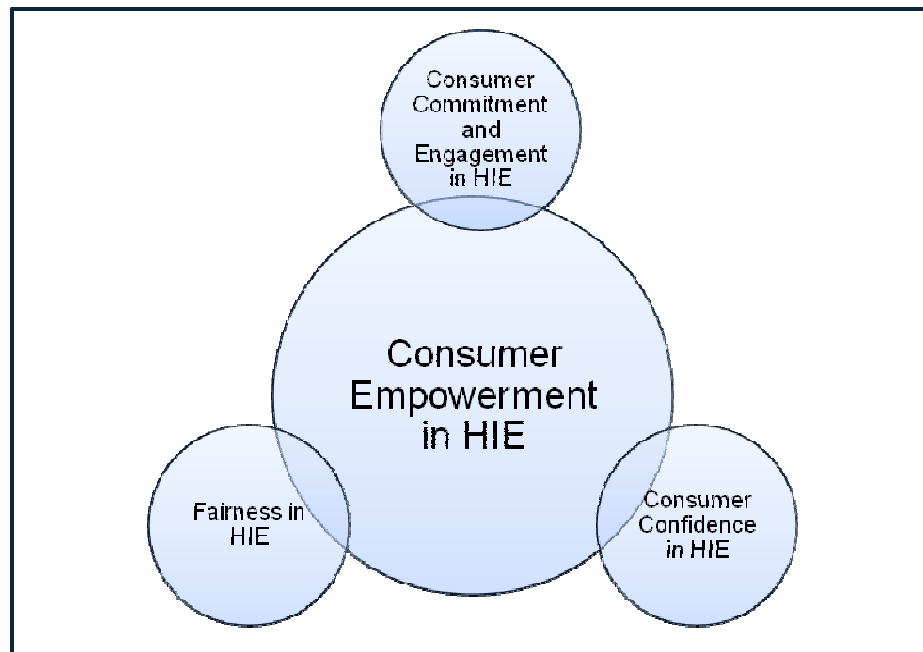 Consumer
Commitment
and
Engagement
in HIE
Consumer
Empowerment
in HIE
Fairness in
HIE
Consumer
Confidence
in HIE